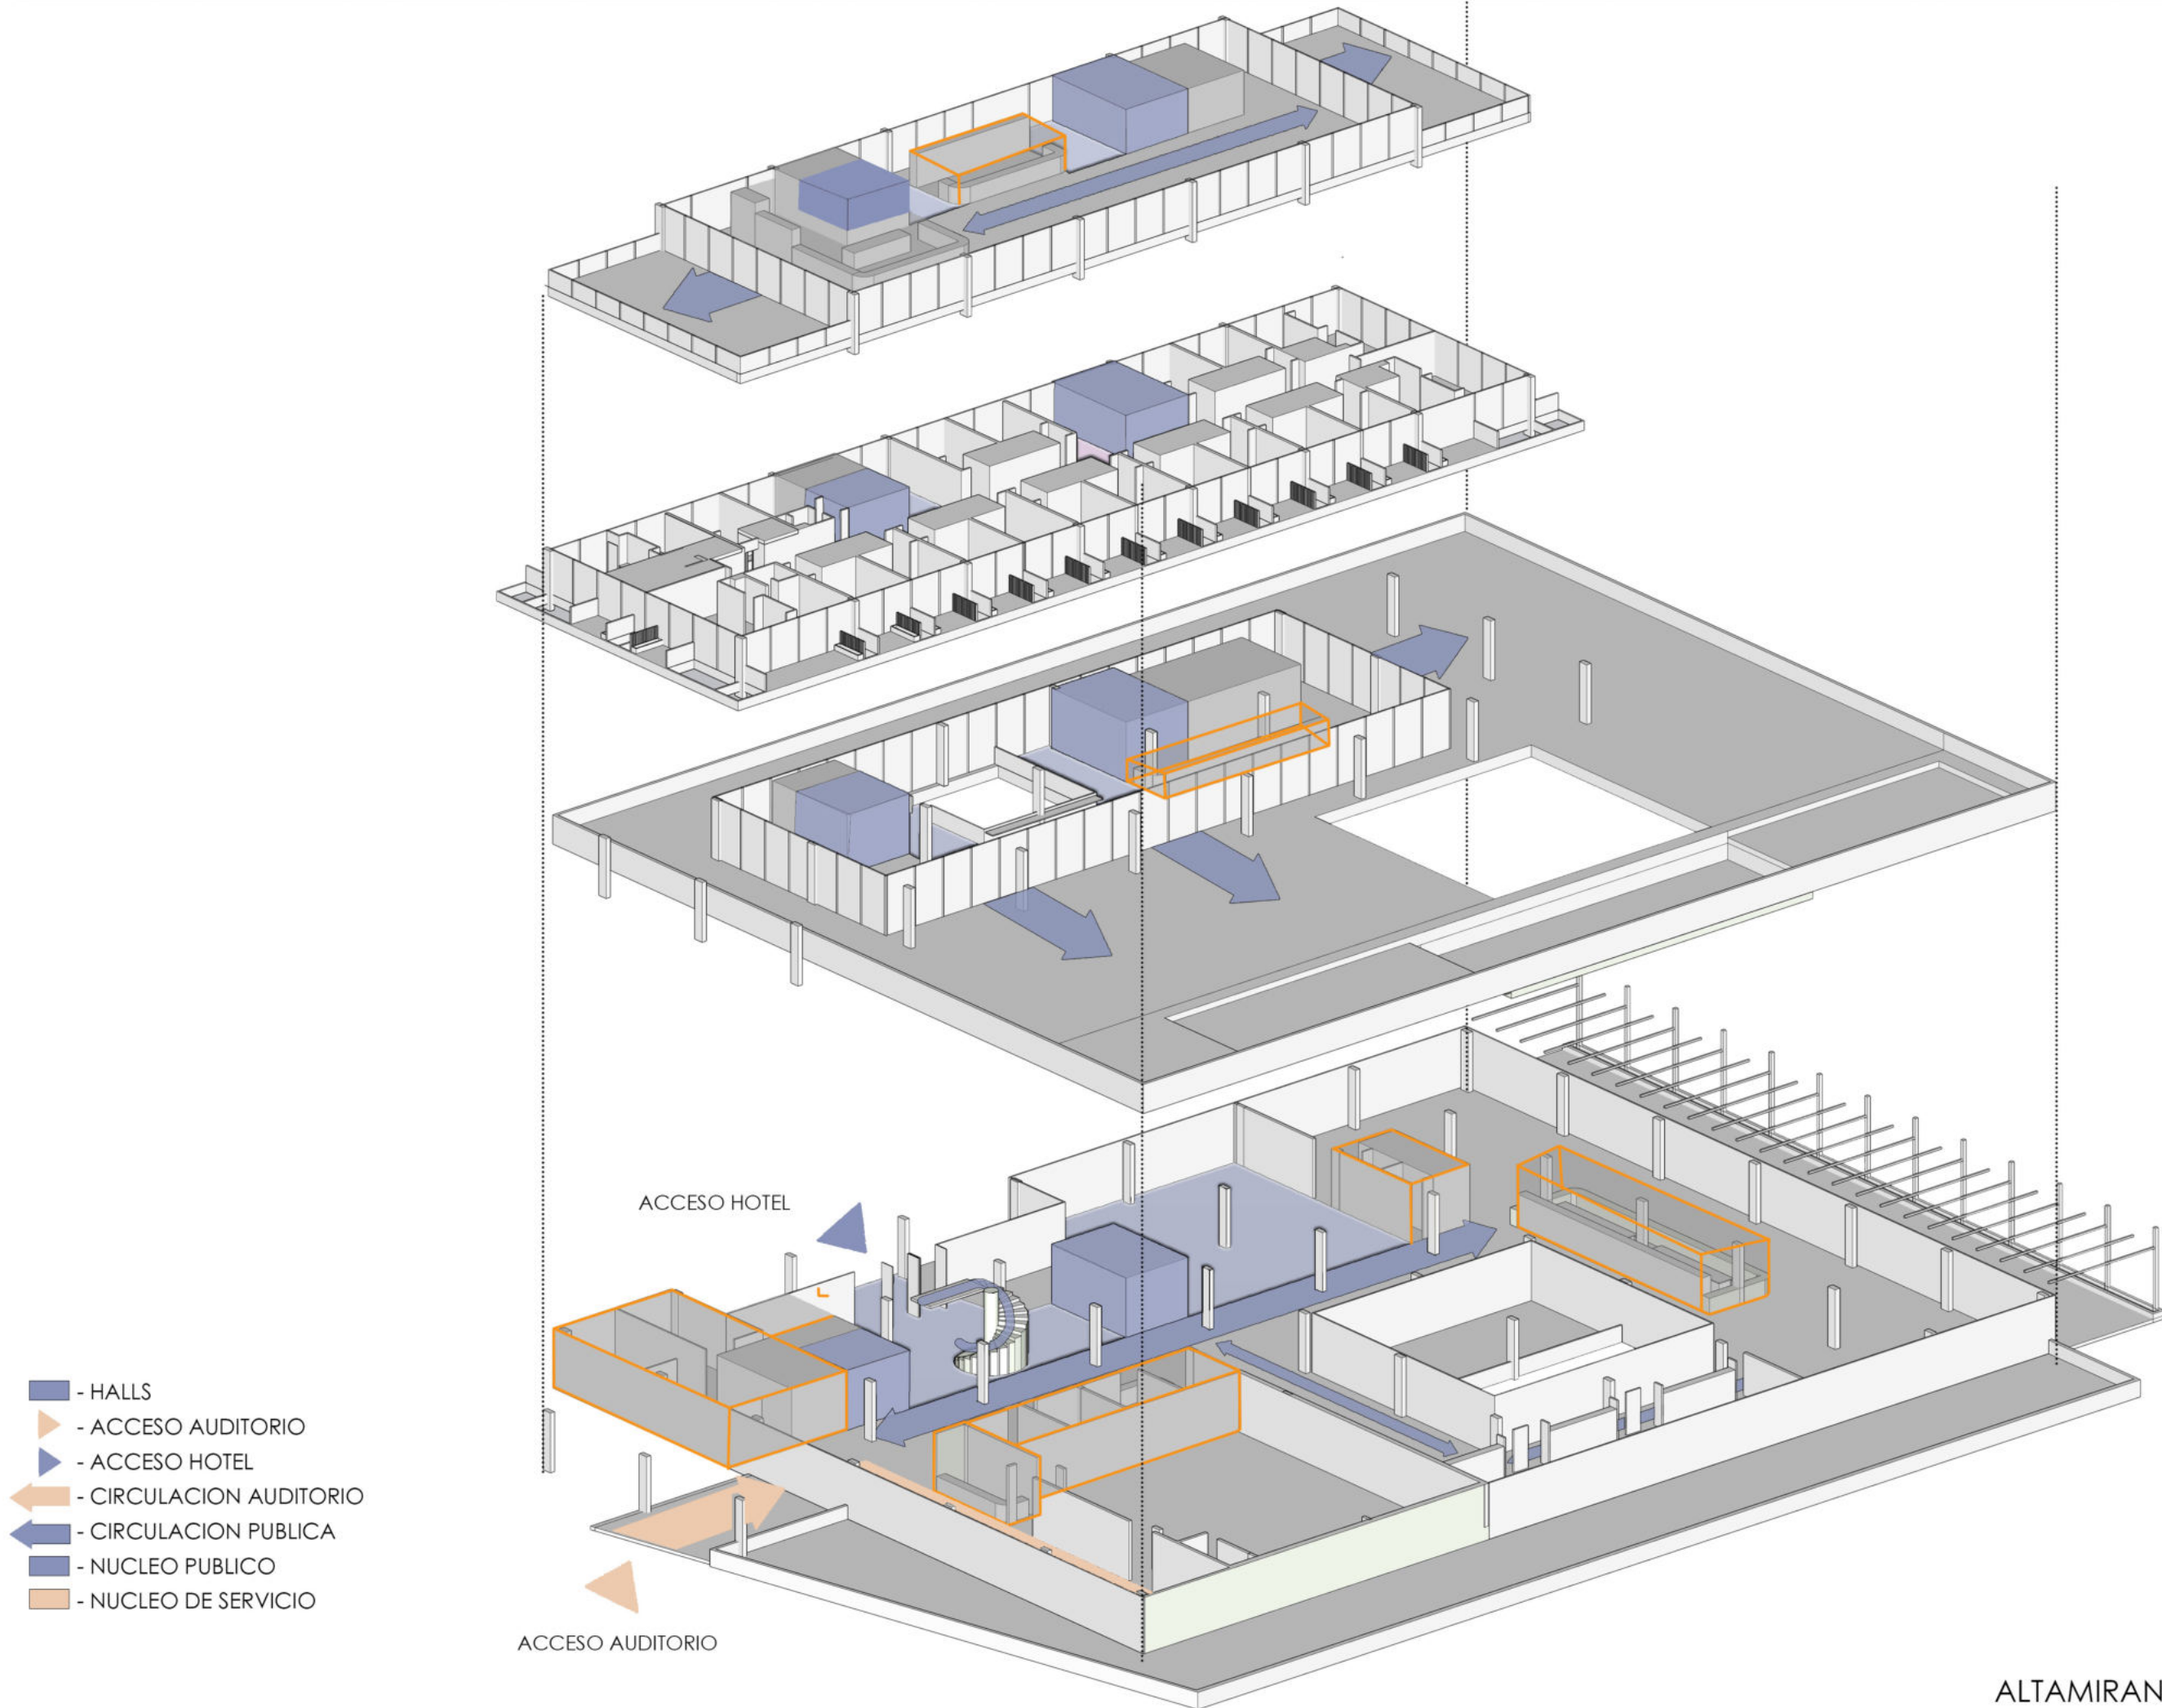 ACCESO HOTEL
- HALLS
- ACCESO AUDITORIO
- ACCESO HOTEL
- CIRCULACION AUDITORIO
- CIRCULACION PUBLICA
- NUCLEO PUBLICO
- NUCLEO DE SERVICIO
ACCESO AUDITORIO
ALTAMIRAN